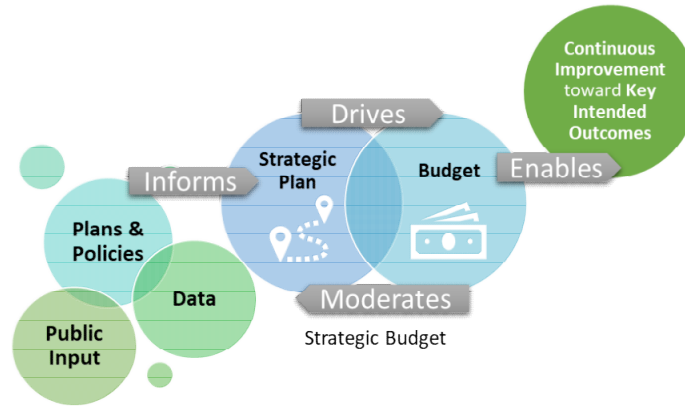 Continuous
Improvement
toward Key
Intended
Outcomes
Drives
Informs
Strategic
Plan
Budget
Enables
Plans &
Policies
Data
Moderates
Public
Input
Strategic Budget